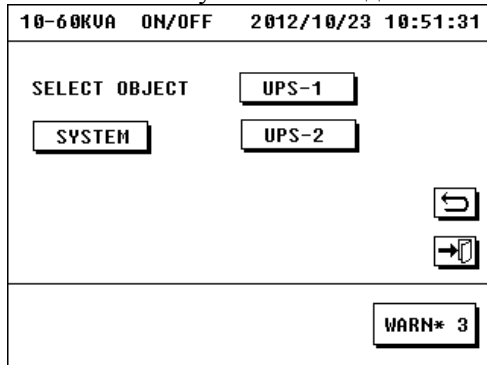 10-60KVA ON/OFF 2012/10/23 10:51:31
SELECT OBJECT UPS-1
SYSTEM UPS-2
WARN* 3